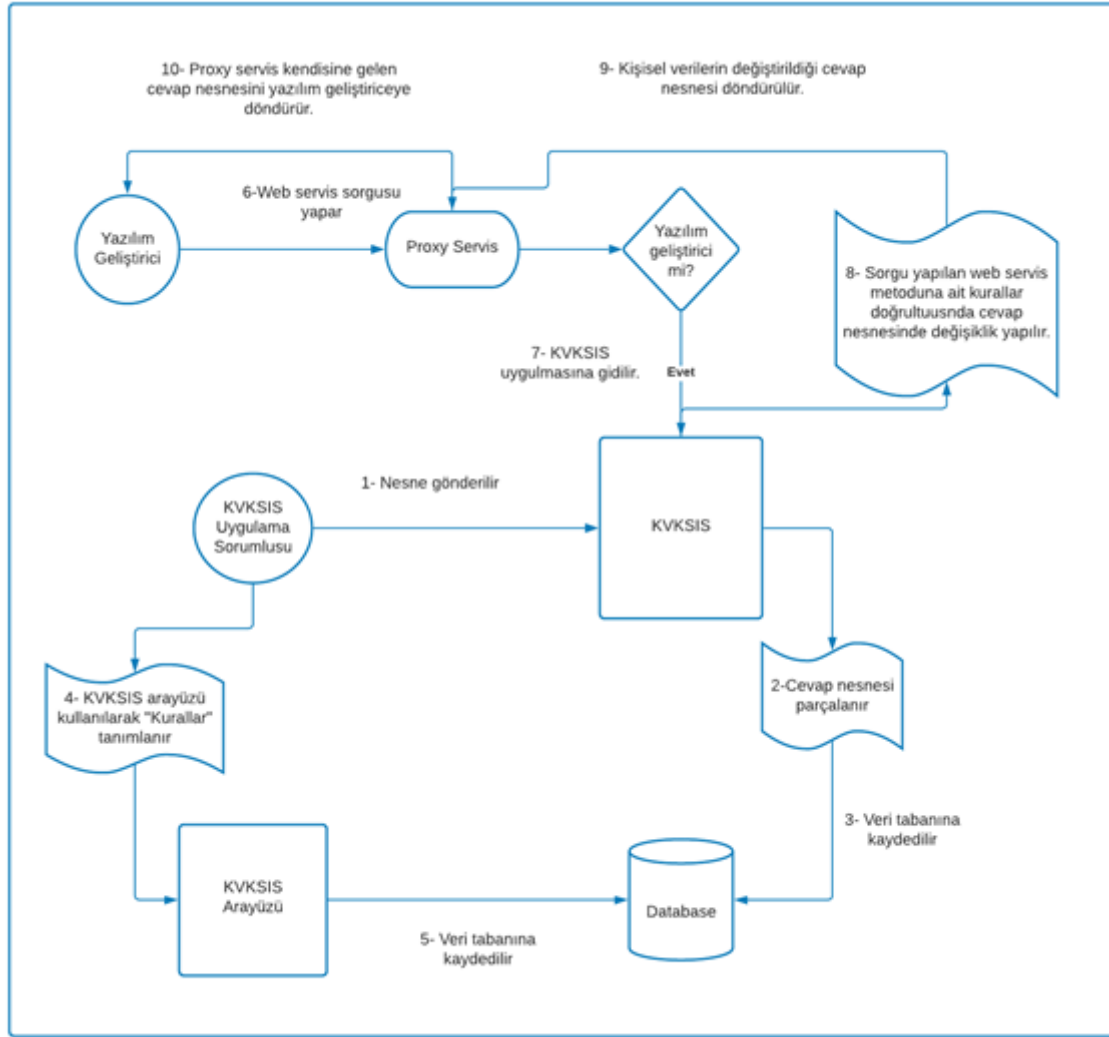 10- Proxy servis kendisine gelen
cevap nesnesini yazılım geliştiriceye
döndürür.
9- Kişisel verilerin değiştirildiği cevap
nesnesi döndürülür.
6-Web servis sorgusu
yapar
Yazılım
Geliştirici
Proxy Servis
Yazılım
geliştirici
mi?
8- Sorgu yapılan web servis
metoduna ait kurallar
doğrultuusnda cevap
nesnesinde değişiklik yapılır.
7- KVKSIS
uygulmasına gidilir.
Evet
1- Nesne gönderilir
KVKSIS
Uygulama
Sorumlusu
KVKSIS
4- KVKSIS arayüzü
kullanılarak "Kurallar"
tanımlanır
2-Cevap nesnesi
parçalanır
3- Veri tabanına
kaydedilir
KVKSIS
Arayüzü
Database
5- Veri tabanına
kaydedilir